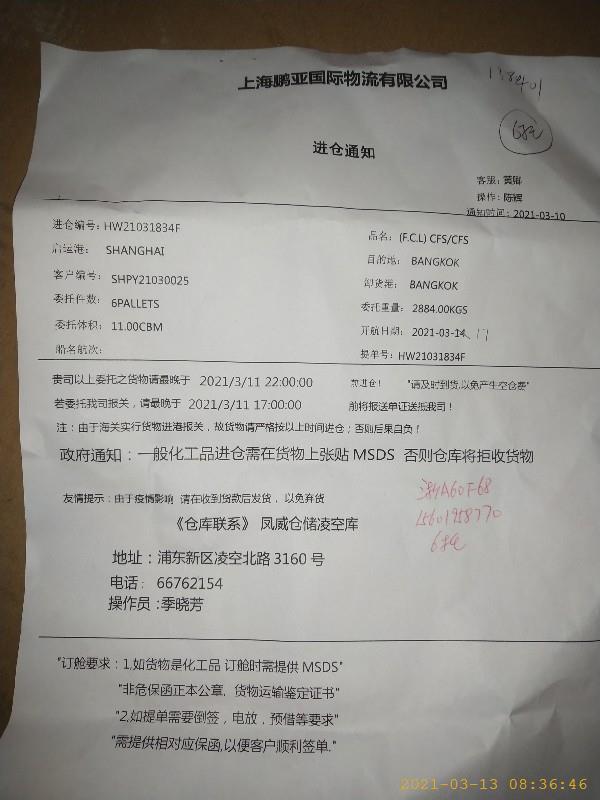 上海鹏亚国际物流有限公司
进仓通知
客服：黄卿
操作：陈辉
通知时间：2021-03-10
进仓编号：HW21031834F
品名：(F.C.L) CFS/CFS
启运港： SHANGHAI
目的地： BANGKOK
客户编号： SHPY21030025
卸货港： BANGKOK
委托件数： 6PALLETS
委托重量： 2884.00KGS
委托体积： 11.00CBM
开航日期： 2021-03-14
船名航次：
提单号：HW21031834F
贵司以上委托之货物请最晚于 2021/3/11 22:00:00 前进仓！ "请及时到货,以免产生空仓费"
若委托我司报关，请最晚于 2021/3/11 17:00:00 前将报送单证送抵我司！
注：由于海关实行货物进港报关，故货物请严格按以上时间进仓；否则后果自负！
政府通知：一般化工品进仓需在货物上张贴 MSDS 否则仓库将拒收货物
友情提示：由于疫情影响 请在收到货款后发货，以免弃货
浙A60F68
15601958770
《仓库联系》 凤威仓储凌空库
地址：浦东新区凌空北路 3160 号
电话： 66762154
操作员：季晓芳
"订舱要求：1,如货物是化工品 订舱时需提供 MSDS"
"非危保函正本公章，货物运输鉴定证书"
"2,如提单需要倒签，电放，预借等要求"
"需提供相对应保函,以便客户顺利签单."
2021-03-13 08:36:46